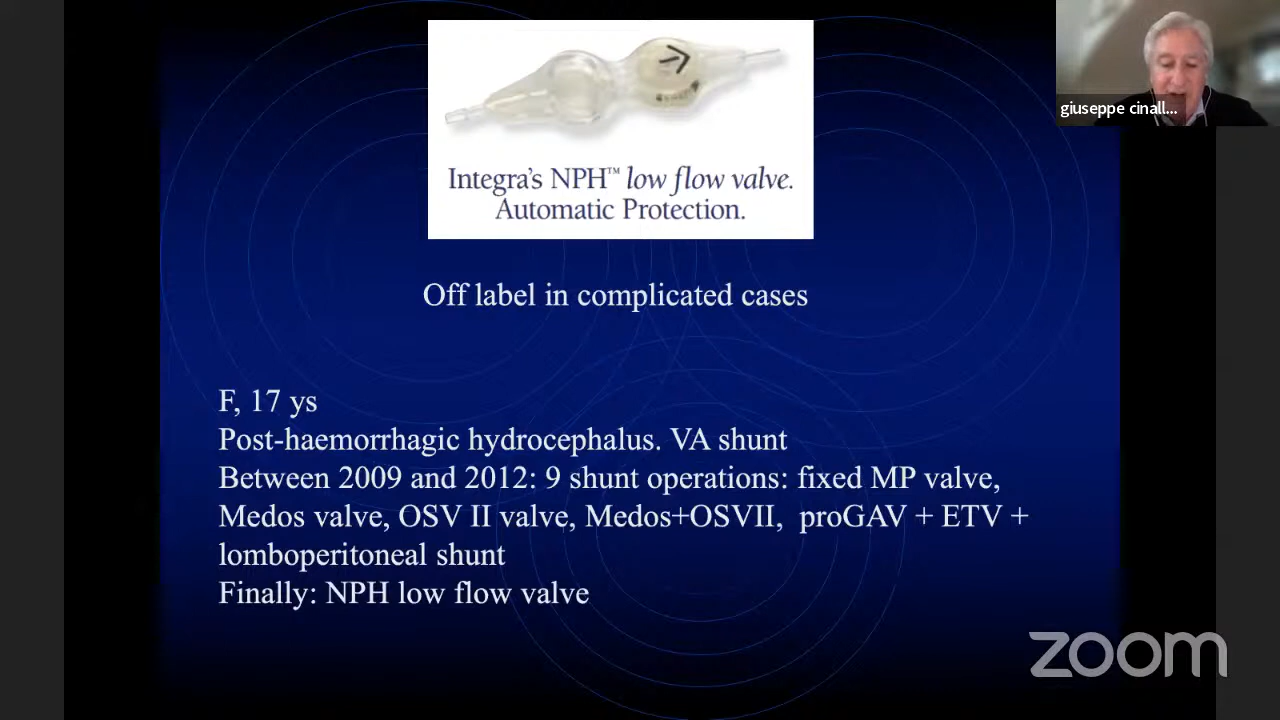 giuseppe cinall...
Integra's NPH™ low flow valve.
Automatic Protection.
Off label in complicated cases
F, 17 ys
Post-haemorrhagic hydrocephalus. VA shunt
Between 2009 and 2012: 9 shunt operations: fixed MP valve,
Medos valve, OSV II valve, Medos+OSVII, proGAV + ETV +
lomboperitoneal shunt
Finally: NPH low flow valve
zoom